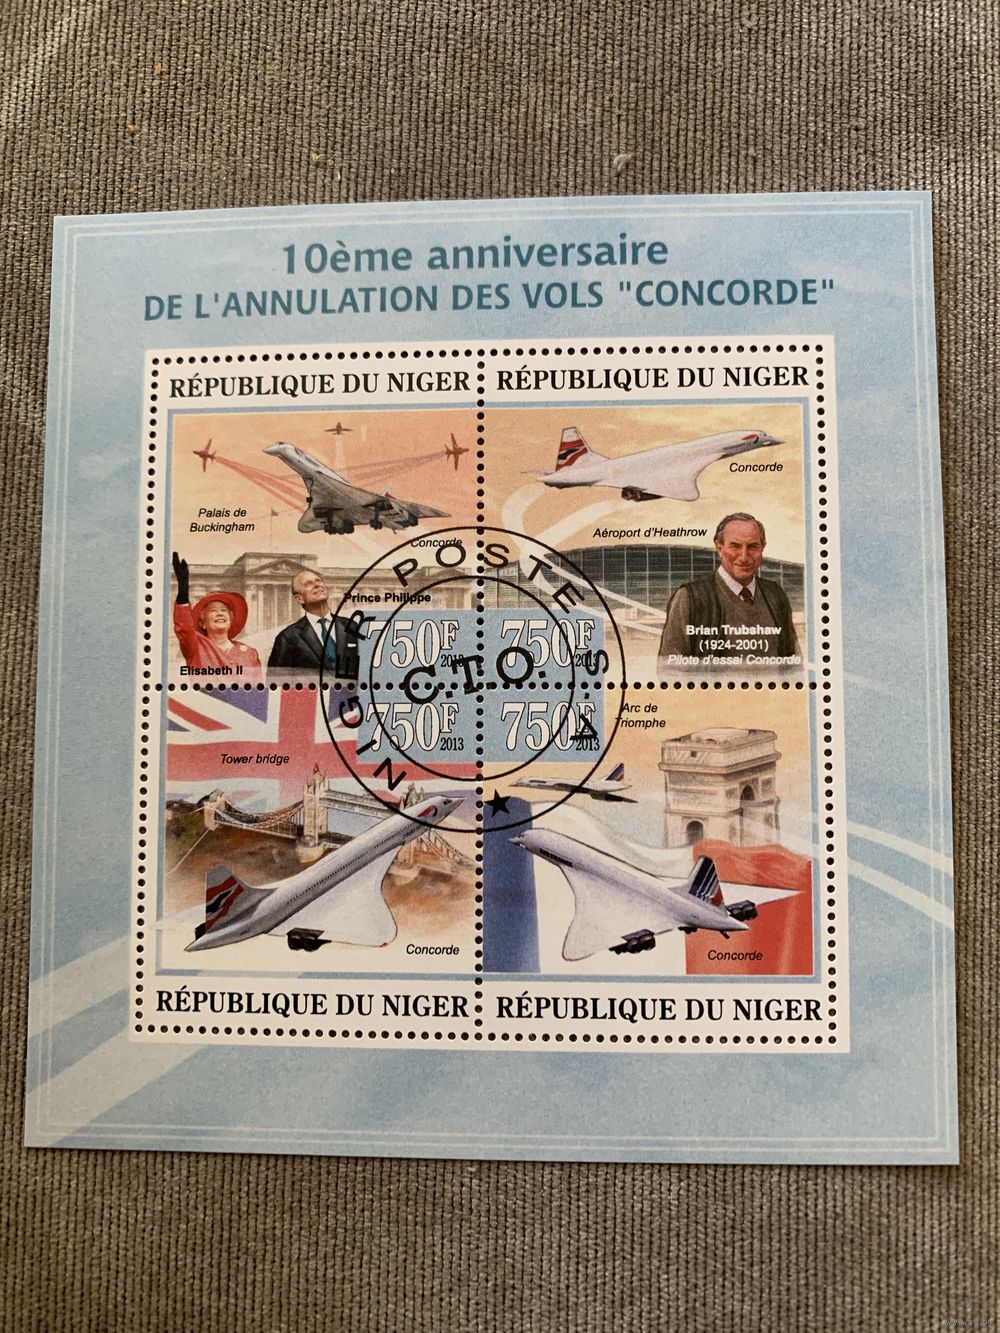 10ème anniversaire
DE L'ANNULATION DES VOLS "CONCORDE"
RÉPUBLIQUE DU NIGER
Palais de
Buckingham
Concorde
Prince Philippe
Elisabeth II
750F
2013
RÉPUBLIQUE DU NIGER
Concorde
Aéroport d'Heathrow
Brian Trubshaw
(1924-2001)
Pilote d'essai Concorde
750F
2013
NIGER POSTE S.A
C.T.O.
750F
2013
Tower bridge
Concorde
RÉPUBLIQUE DU NIGER
750F
2013
Arc de
Triomphe
Concorde
RÉPUBLIQUE DU NIGER